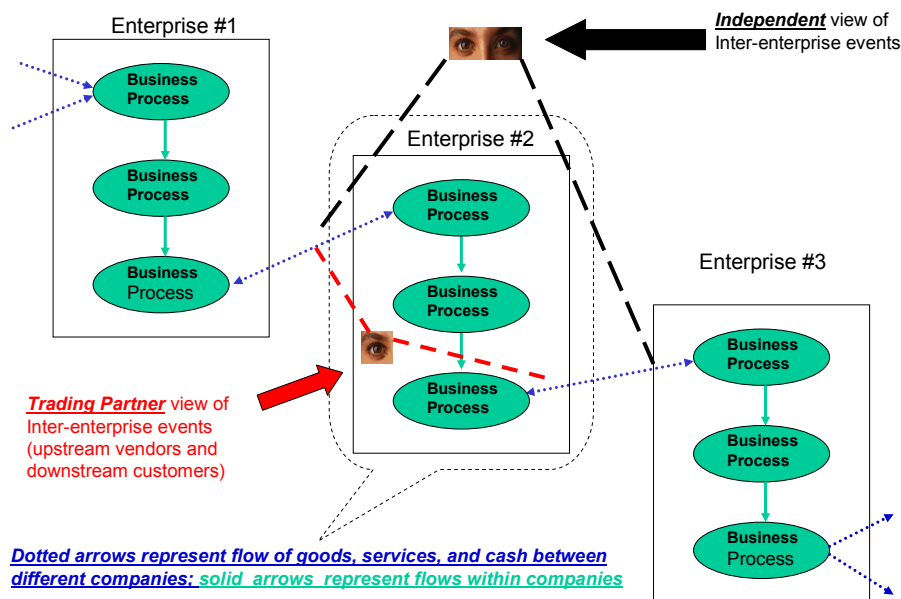 Enterprise #1
Business
Process
Business
Process
Business
Process
Independent view of
Inter-enterprise events
Enterprise #2
Business
Process
Business
Process
Business
Process
Enterprise #3
Business
Process
Business
Process
Business
Process
Trading Partner view of
Inter-enterprise events
(upstream vendors and
downstream customers)
Dotted arrows represent flow of goods, services, and cash between
different companies; solid arrows represent flows within companies